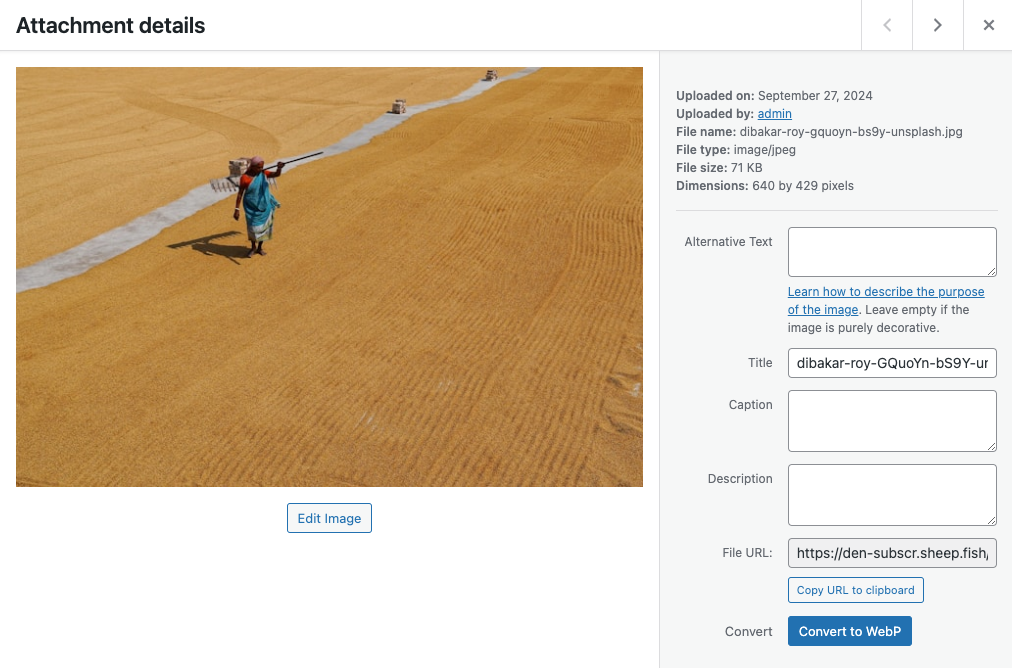 Attachment details
Uploaded on: September 27, 2024
Uploaded by: admin
File name: dibakar-roy-gquoyn-bs9y-unsplash.jpg
File type: image/jpeg
File size: 71 KB
Dimensions: 640 by 429 pixels
Alternative Text
Learn how to describe the purpose
of the image. Leave empty if the
image is purely decorative.
Title
dibakar-roy-GQuoYn-bS9Y-ur
Caption
Description
File URL:
https://den-subscr.sheep.fish/
Copy URL to clipboard
Convert
Convert to WebP
Edit Image